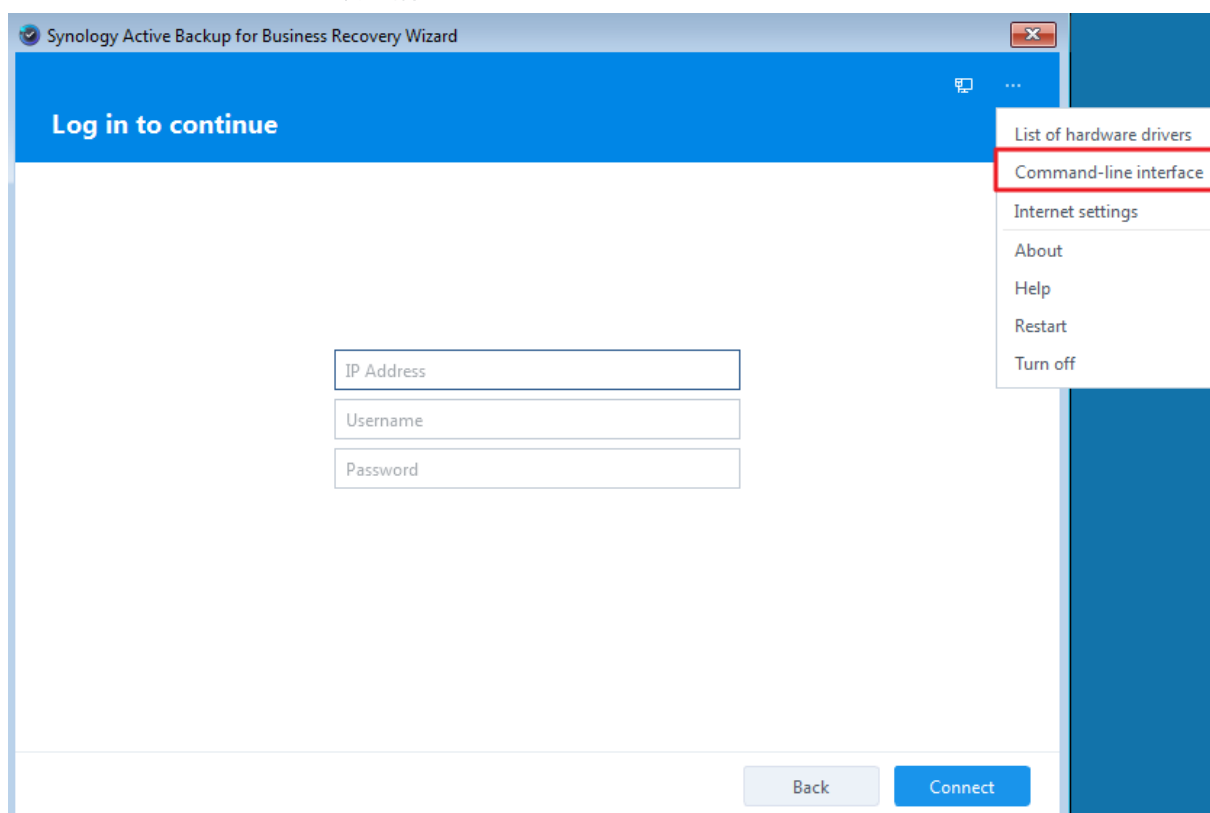 Synology Active Backup for Business Recovery Wizard
Log in to continue
...
List of hardware drivers
Command-line interface
Internet settings
About
Help
Restart
Turn off
IP Address
Username
Password
Back
Connect